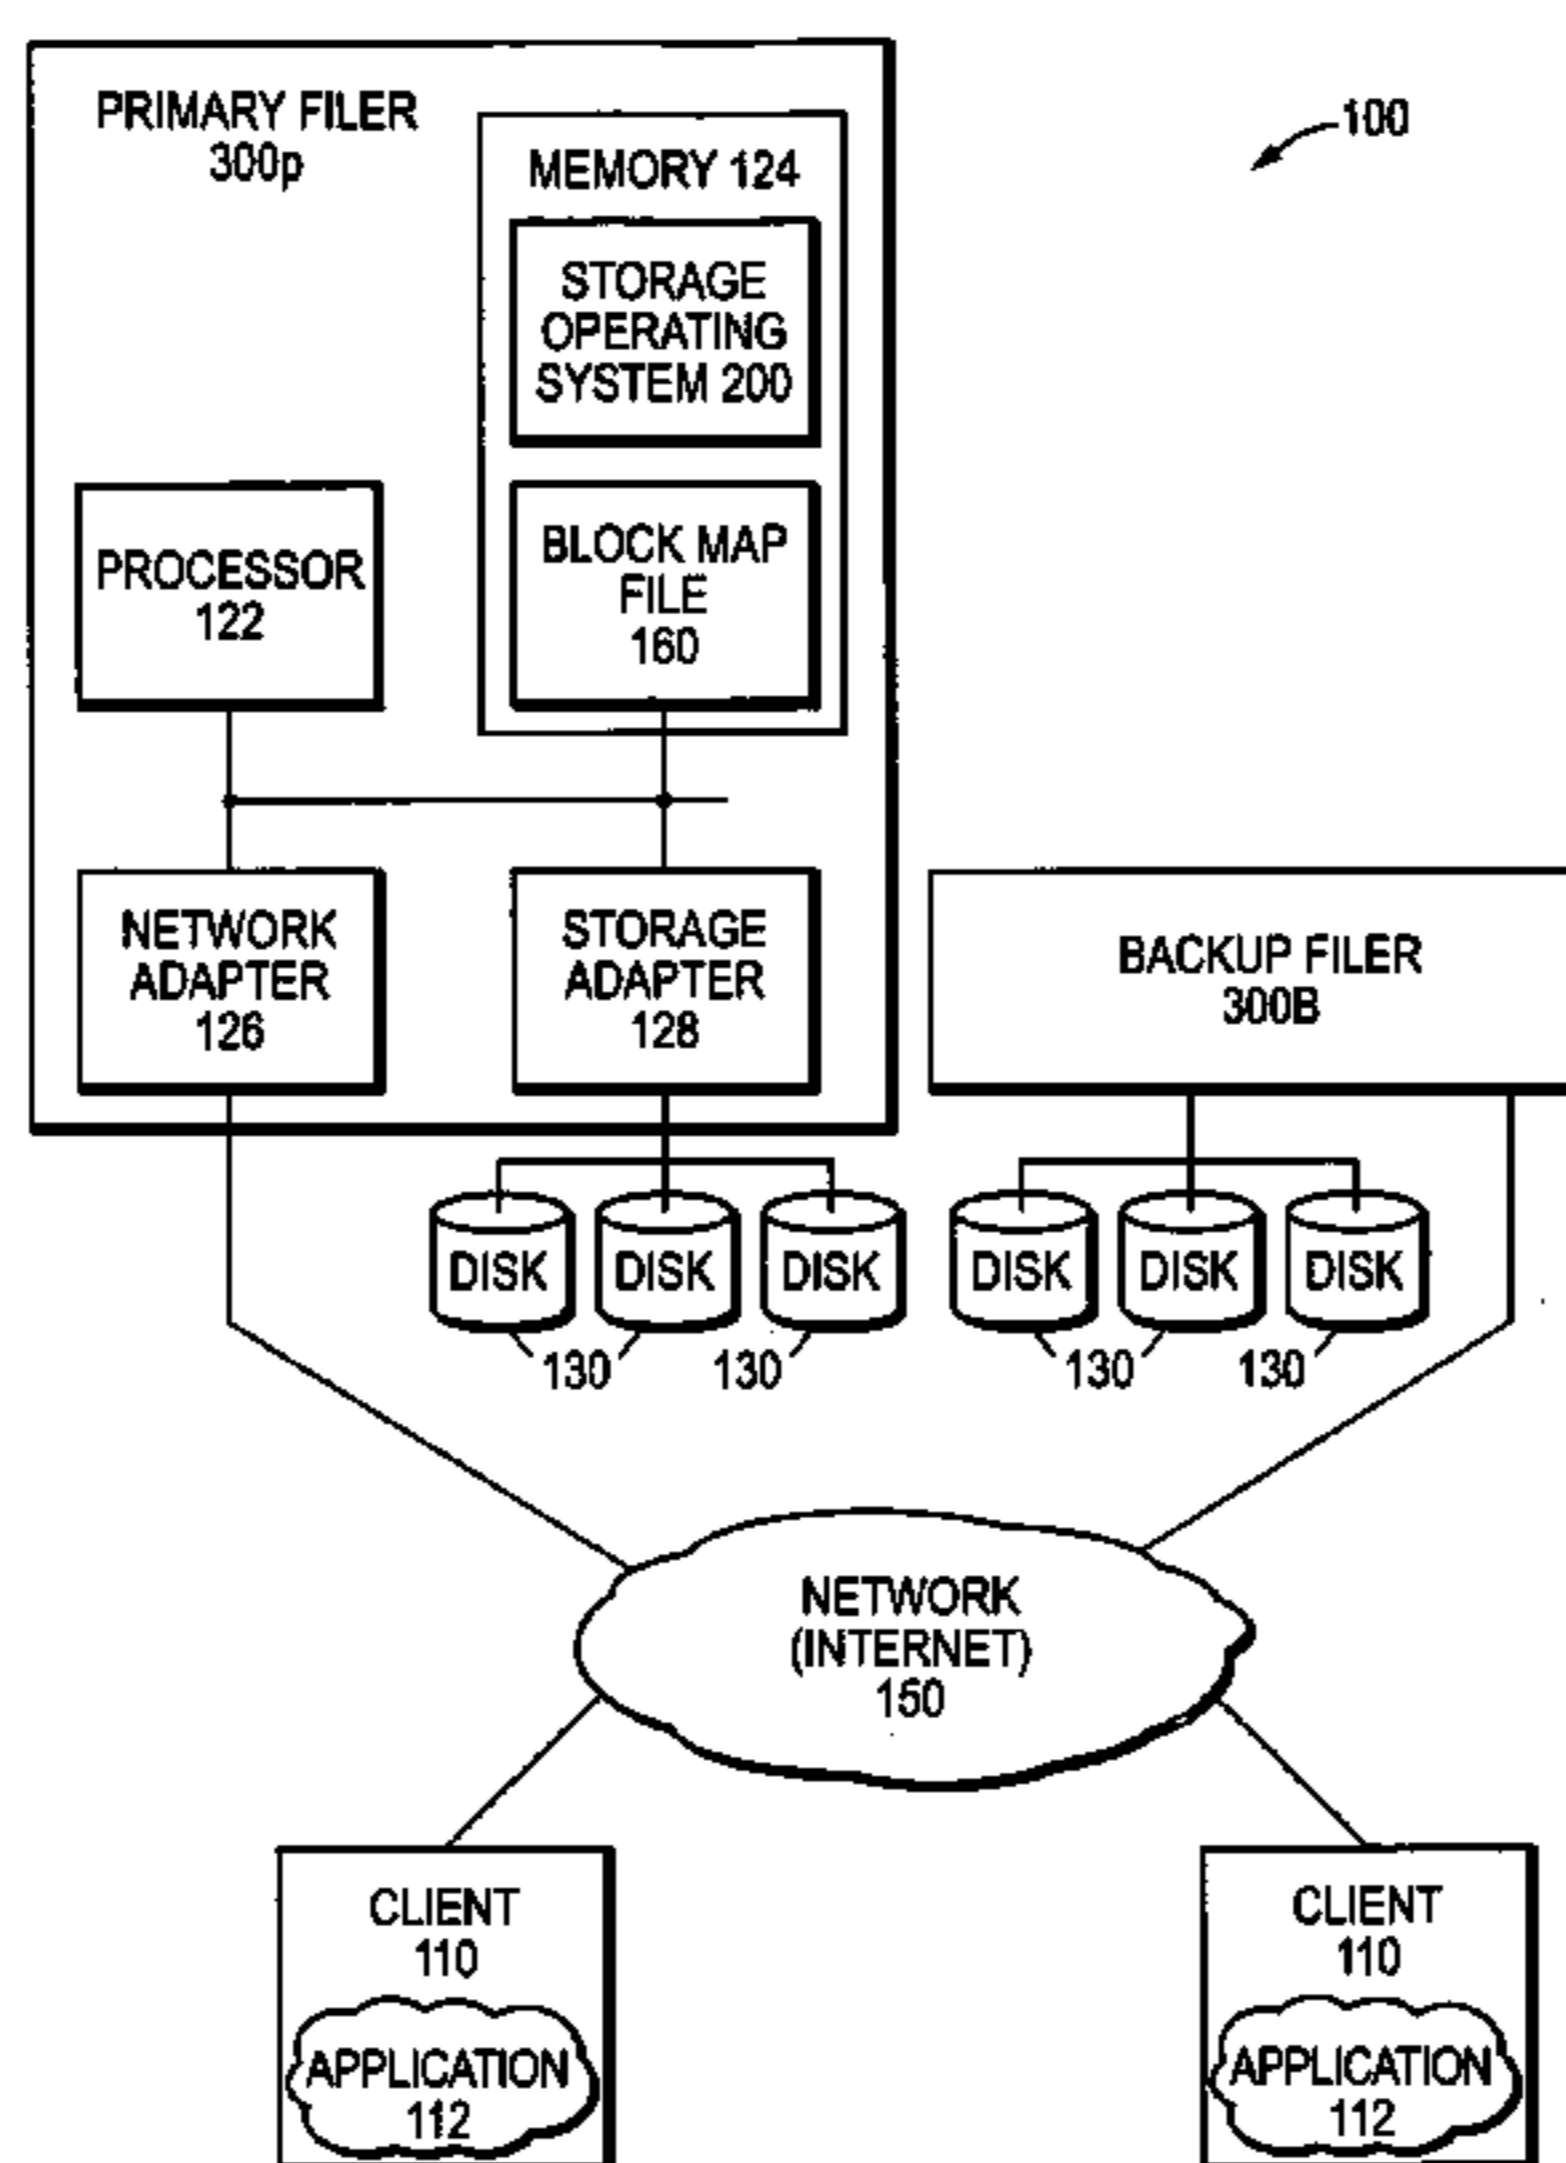 PRIMARY FILER
300p
100
MEMORY 124
STORAGE
OPERATING
SYSTEM 200
PROCESSOR
122
BLOCK MAP
FILE
160
NETWORK
ADAPTER
126
STORAGE
ADAPTER
128
BACKUP FILER
300B
DISK
DISK
DISK
DISK
DISK
DISK
130
130
130
130
NETWORK
(INTERNET)
150
CLIENT
110
APPLICATION
112
CLIENT
110
APPLICATION
112